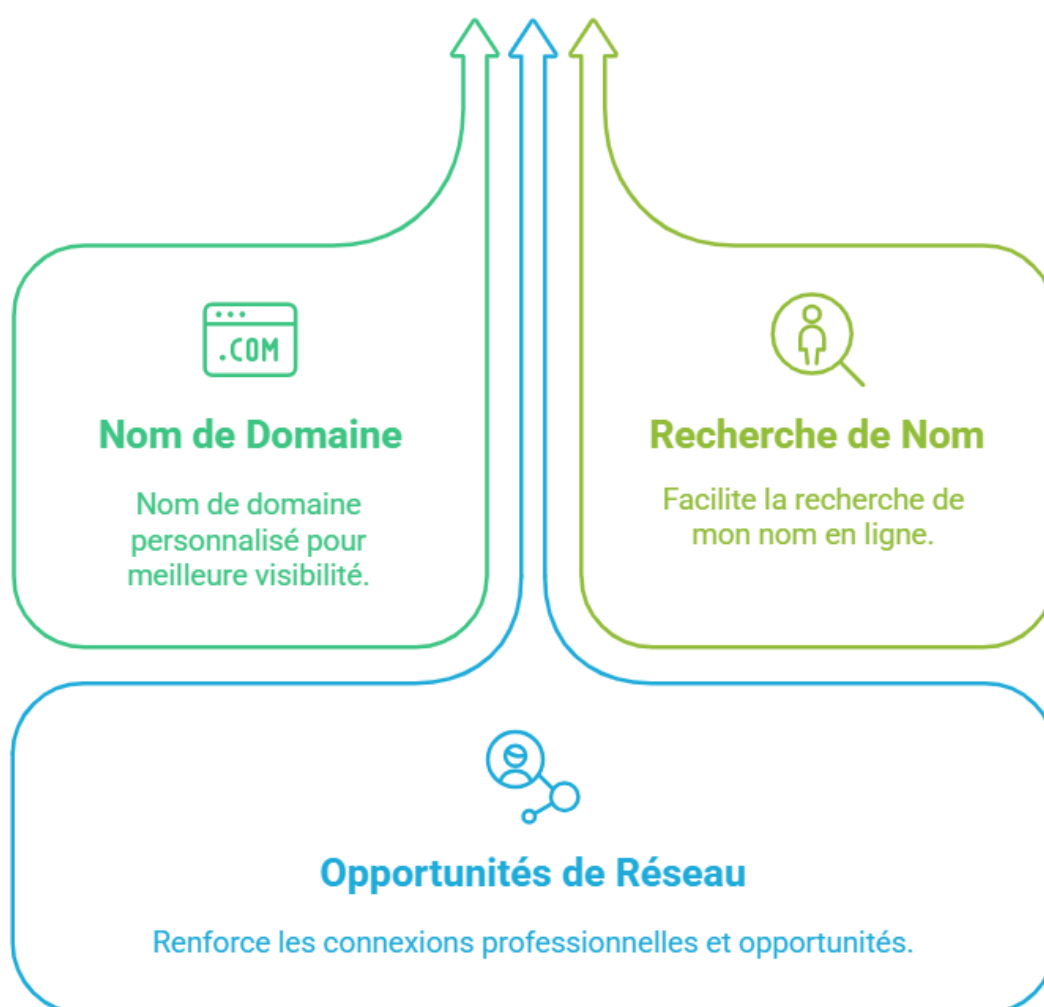 .COM
Nom de Domaine
Nom de domaine
personnalisé pour
meilleure visibilité.
Recherche de Nom
Facilite la recherche de
mon nom en ligne.
Opportunités de Réseau
Renforce les connexions professionnelles et opportunités.